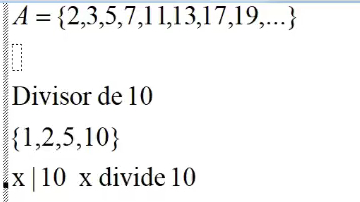 A = {2,3,5,7,11,13,17,19,...}
Divisor de 10
{1,2,5,10}
x | 10 x divide 10